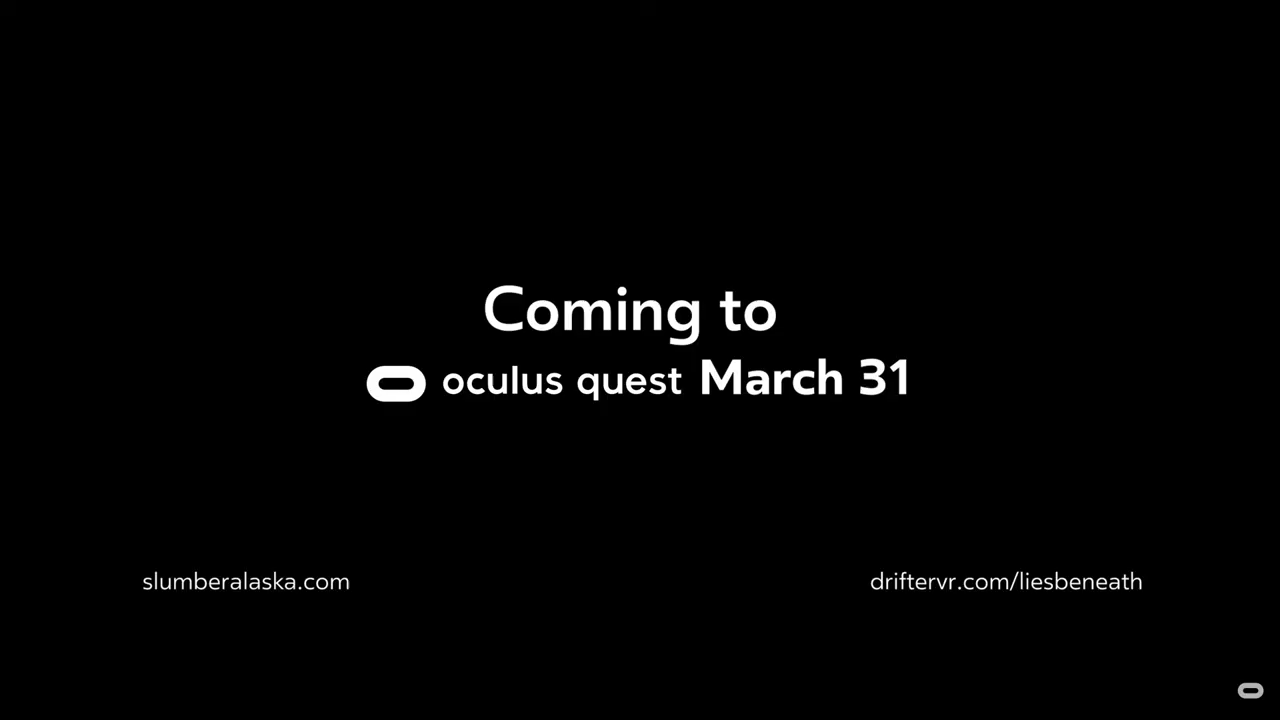 Coming to
oculus quest March 31
slumberalaska.com
driftervr.com/liesbeneath